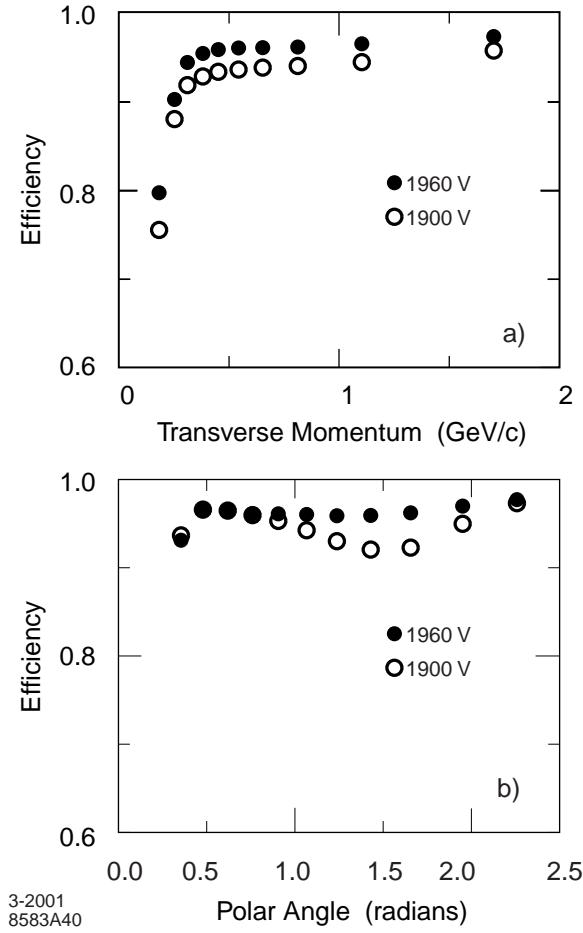 1.0
0.8
0.6
Efficiency
1960 V
1900 V
a)
0 1 2
Transverse Momentum (GeV/c)
1.0
0.8
0.6
Efficiency
1960 V
1900 V
b)
0.0 0.5 1.0 1.5 2.0 2.5
Polar Angle (radians)
3-2001
8583A40